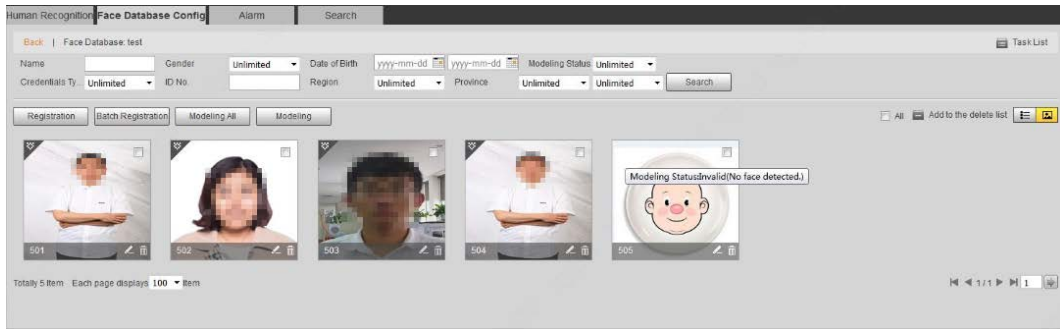 Human Recognition Face Database Config Alarm Search
Back | Face Database: test Task List
Name Gender Unlimited Date of Birth yyyy-mm-dd yyyy-mm-dd Modeling Status Unlimited
Credentials Ty... Unlimited ID No. Region Unlimited Province Unlimited Unlimited Search
Registration Batch Registration Modeling All Modeling All Add to the delete list
Modeling Status:Invalid(No face detected.)
501 502 503 504 505
Totally 5 Item Each page displays 100 Item 1/1 1